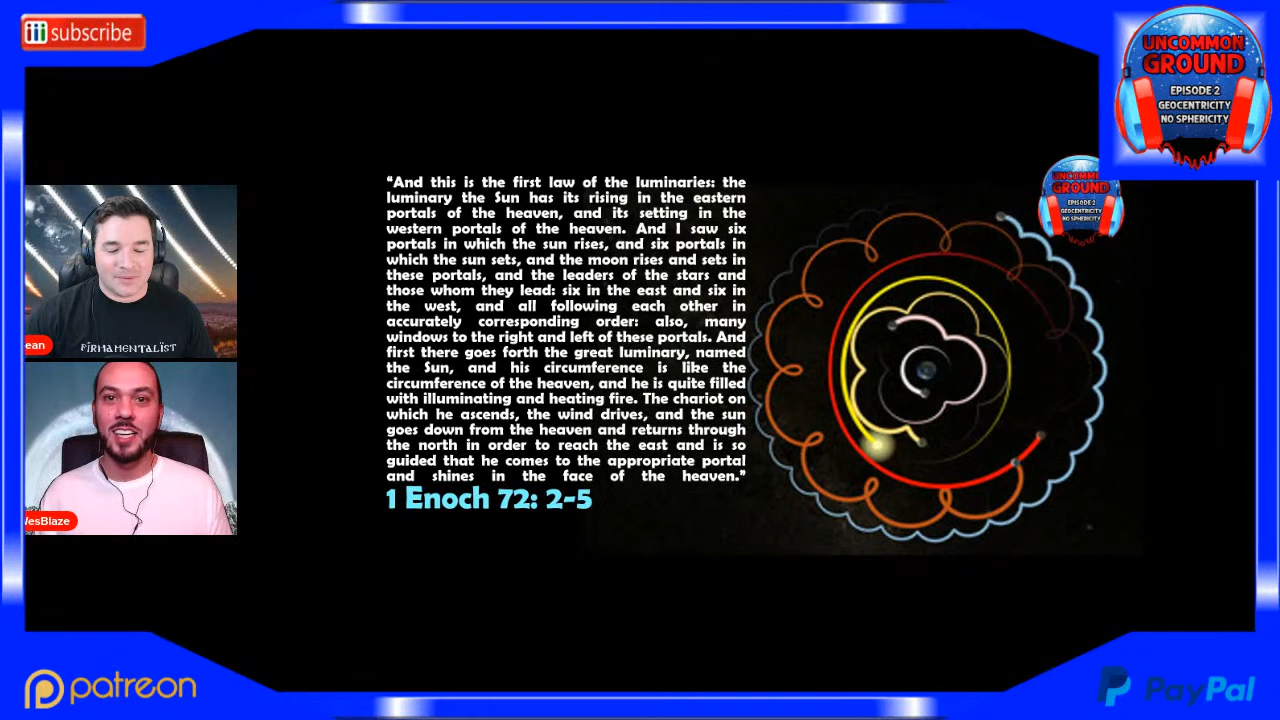 subscribe
UNCOMMON
GROUND
EPISODE 2
GEOCENTRICITY
NO SPHERICITY
UNCOMMON
GROUND
EPISODE 2
GEOCENTRICITY
NO SPHERICITY
“And this is the first law of the luminaries: the
luminary the Sun has its rising in the eastern
portals of the heaven, and its setting in the
western portals of the heaven. And I saw six
portals in which the sun rises, and six portals in
which the sun sets, and the moon rises and sets in
these portals, and the leaders of the stars and
those whom they lead: six in the east and six in
the west, and all following each other in
accurately corresponding order: also, many
windows to the right and left of these portals. And
first there goes forth the great luminary, named
the Sun, and his circumference is like the
circumference of the heaven, and he is quite filled
with illuminating and heating fire. The chariot on
which he ascends, the wind drives, and the sun
goes down from the heaven and returns through
the north in order to reach the east and is so
guided that he comes to the appropriate portal
and shines in the face of the heaven.”
1 Enoch 72: 2-5
FIRMAMENTALIST
ean
WesBlaze
patreon
PayPal